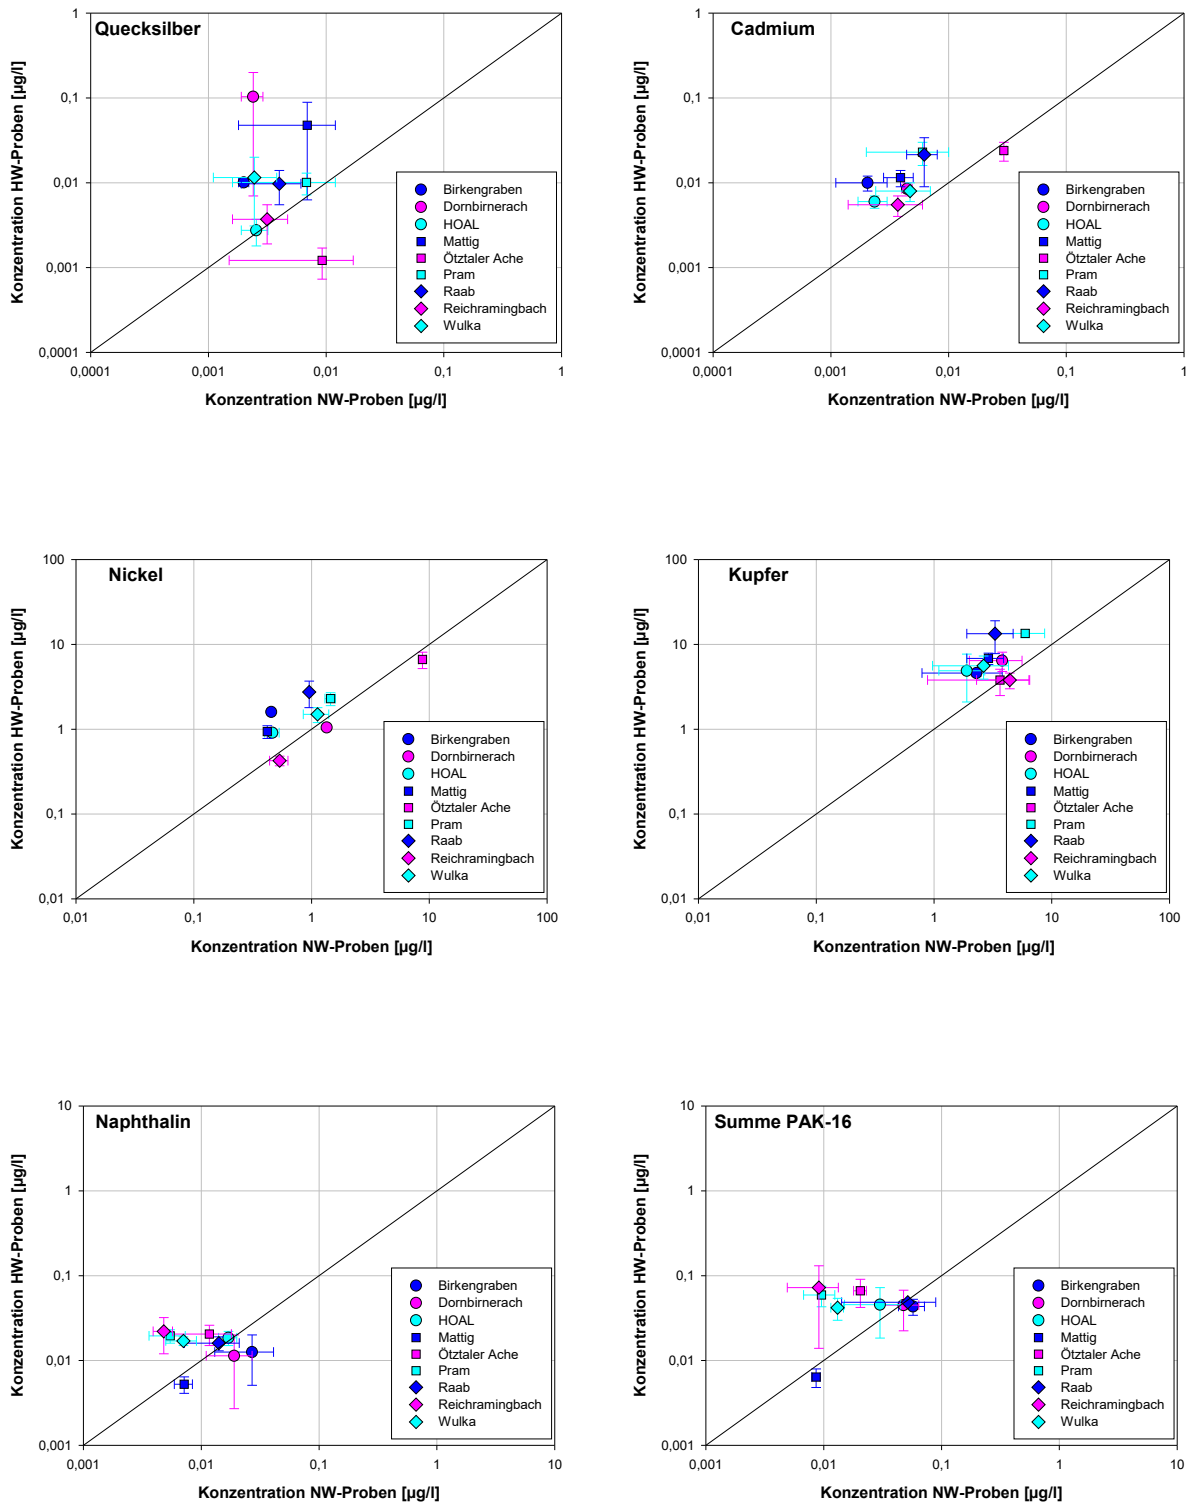 Quecksilber
Konzentration HW-Proben [µg/l]
1
0,1
0,01
0,001
0,0001
0,0001 0,001 0,01 0,1 1
Konzentration NW-Proben [µg/l]
Birkengraben
Dornbirnerach
HOAL
Mattig
Ötztaler Ache
Pram
Raab
Reichramingbach
Wulka
Cadmium
Konzentration HW-Proben [µg/l]
1
0,1
0,01
0,001
0,0001
0,0001 0,001 0,01 0,1 1
Konzentration NW-Proben [µg/l]
Birkengraben
Dornbirnerach
HOAL
Mattig
Ötztaler Ache
Pram
Raab
Reichramingbach
Wulka
Nickel
Konzentration HW-Proben [µg/l]
100
10
1
0,1
0,01
0,01 0,1 1 10 100
Konzentration NW-Proben [µg/l]
Birkengraben
Dornbirnerach
HOAL
Mattig
Ötztaler Ache
Pram
Raab
Reichramingbach
Wulka
Kupfer
Konzentration HW-Proben [µg/l]
100
10
1
0,1
0,01
0,01 0,1 1 10 100
Konzentration NW-Proben [µg/l]
Birkengraben
Dornbirnerach
HOAL
Mattig
Ötztaler Ache
Pram
Raab
Reichramingbach
Wulka
Naphthalin
Konzentration HW-Proben [µg/l]
10
1
0,1
0,01
0,001
0,001 0,01 0,1 1 10
Konzentration NW-Proben [µg/l]
Birkengraben
Dornbirnerach
HOAL
Mattig
Ötztaler Ache
Pram
Raab
Reichramingbach
Wulka
Summe PAK-16
Konzentration HW-Proben [µg/l]
10
1
0,1
0,01
0,001
0,001 0,01 0,1 1 10
Konzentration NW-Proben [µg/l]
Birkengraben
Dornbirnerach
HOAL
Mattig
Ötztaler Ache
Pram
Raab
Reichramingbach
Wulka